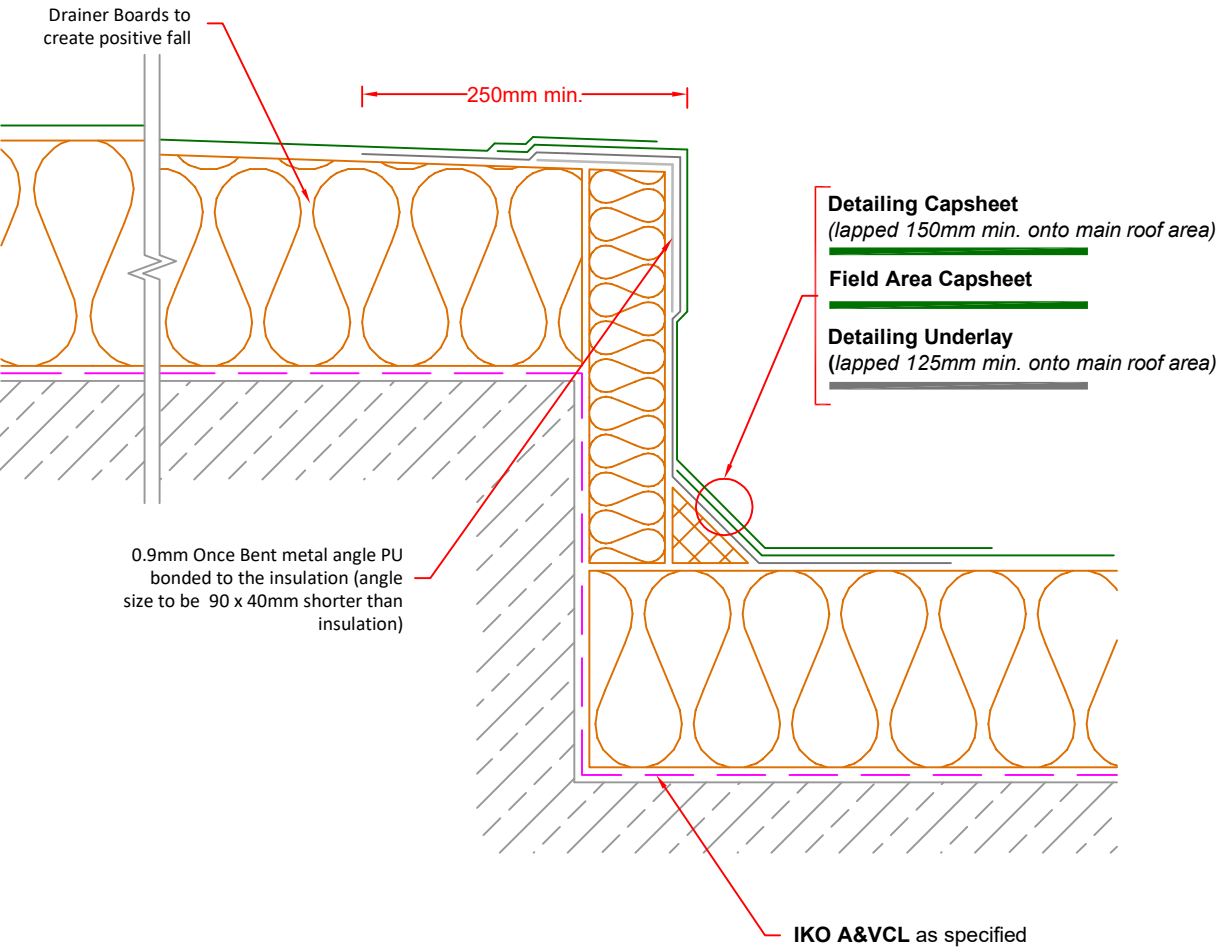 Drainer Boards to
create positive fall
250mm min.
Detailing Capsheet
(lapped 150mm min. onto main roof area)
Field Area Capsheet
Detailing Underlay
(lapped 125mm min. onto main roof area)
0.9mm Once Bent metal angle PU
bonded to the insulation (angle
size to be 90 x 40mm shorter than
insulation)
IKO A&VCL as specified